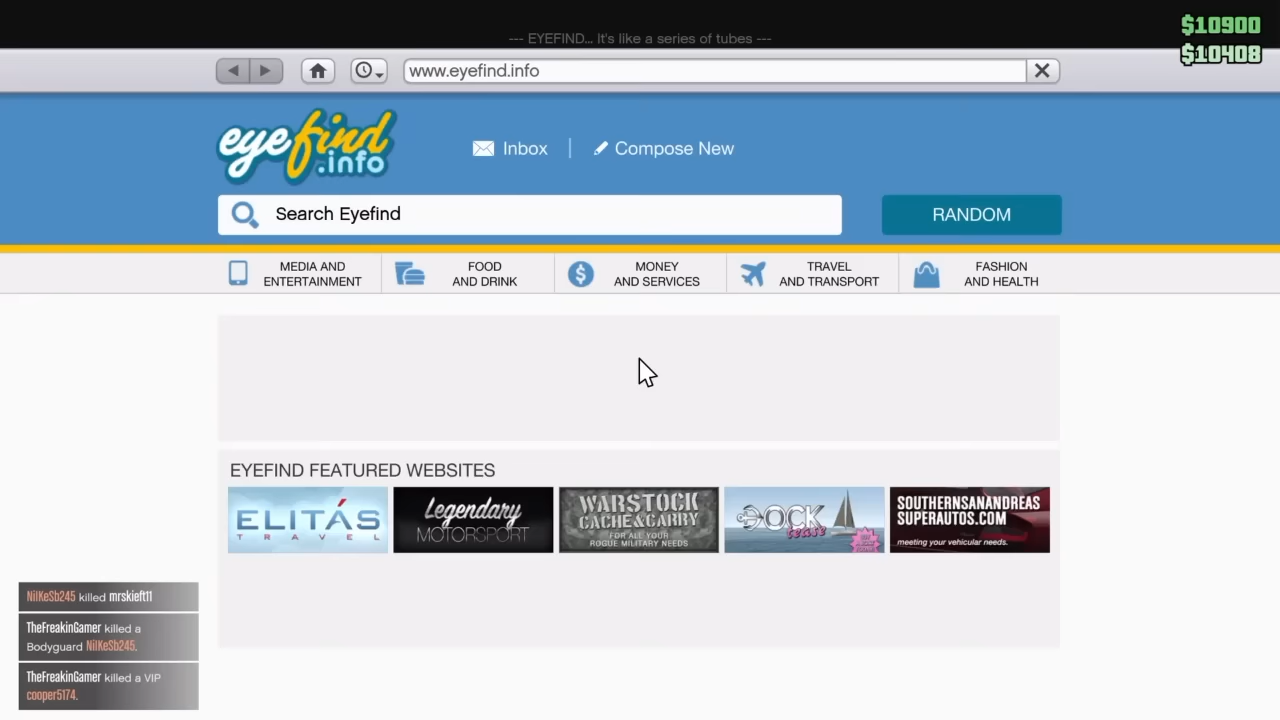 --- EYEFIND... It's like a series of tubes ---
$10900
$10408
www.eyefind.info
eyefind
.info
Inbox
Compose New
Search Eyefind
RANDOM
MEDIA AND
ENTERTAINMENT
FOOD
AND DRINK
MONEY
AND SERVICES
TRAVEL
AND TRANSPORT
FASHION
AND HEALTH
EYEFIND FEATURED WEBSITES
ELITÁS
TRAVEL
Legendary
MOTORSPORT
WARSTOCK
CACHE&CARRY
FOR ALL YOUR
ROGUE MILITARY NEEDS
DOCK
tease
SOUTHERNSANANDREAS
SUPERAUTOS.COM
meeting your vehicular needs.
NilKeSb245 killed mrskieft11
TheFreakinGamer killed a
Bodyguard NilKeSb245.
TheFreakinGamer killed a VIP
cooper5174.